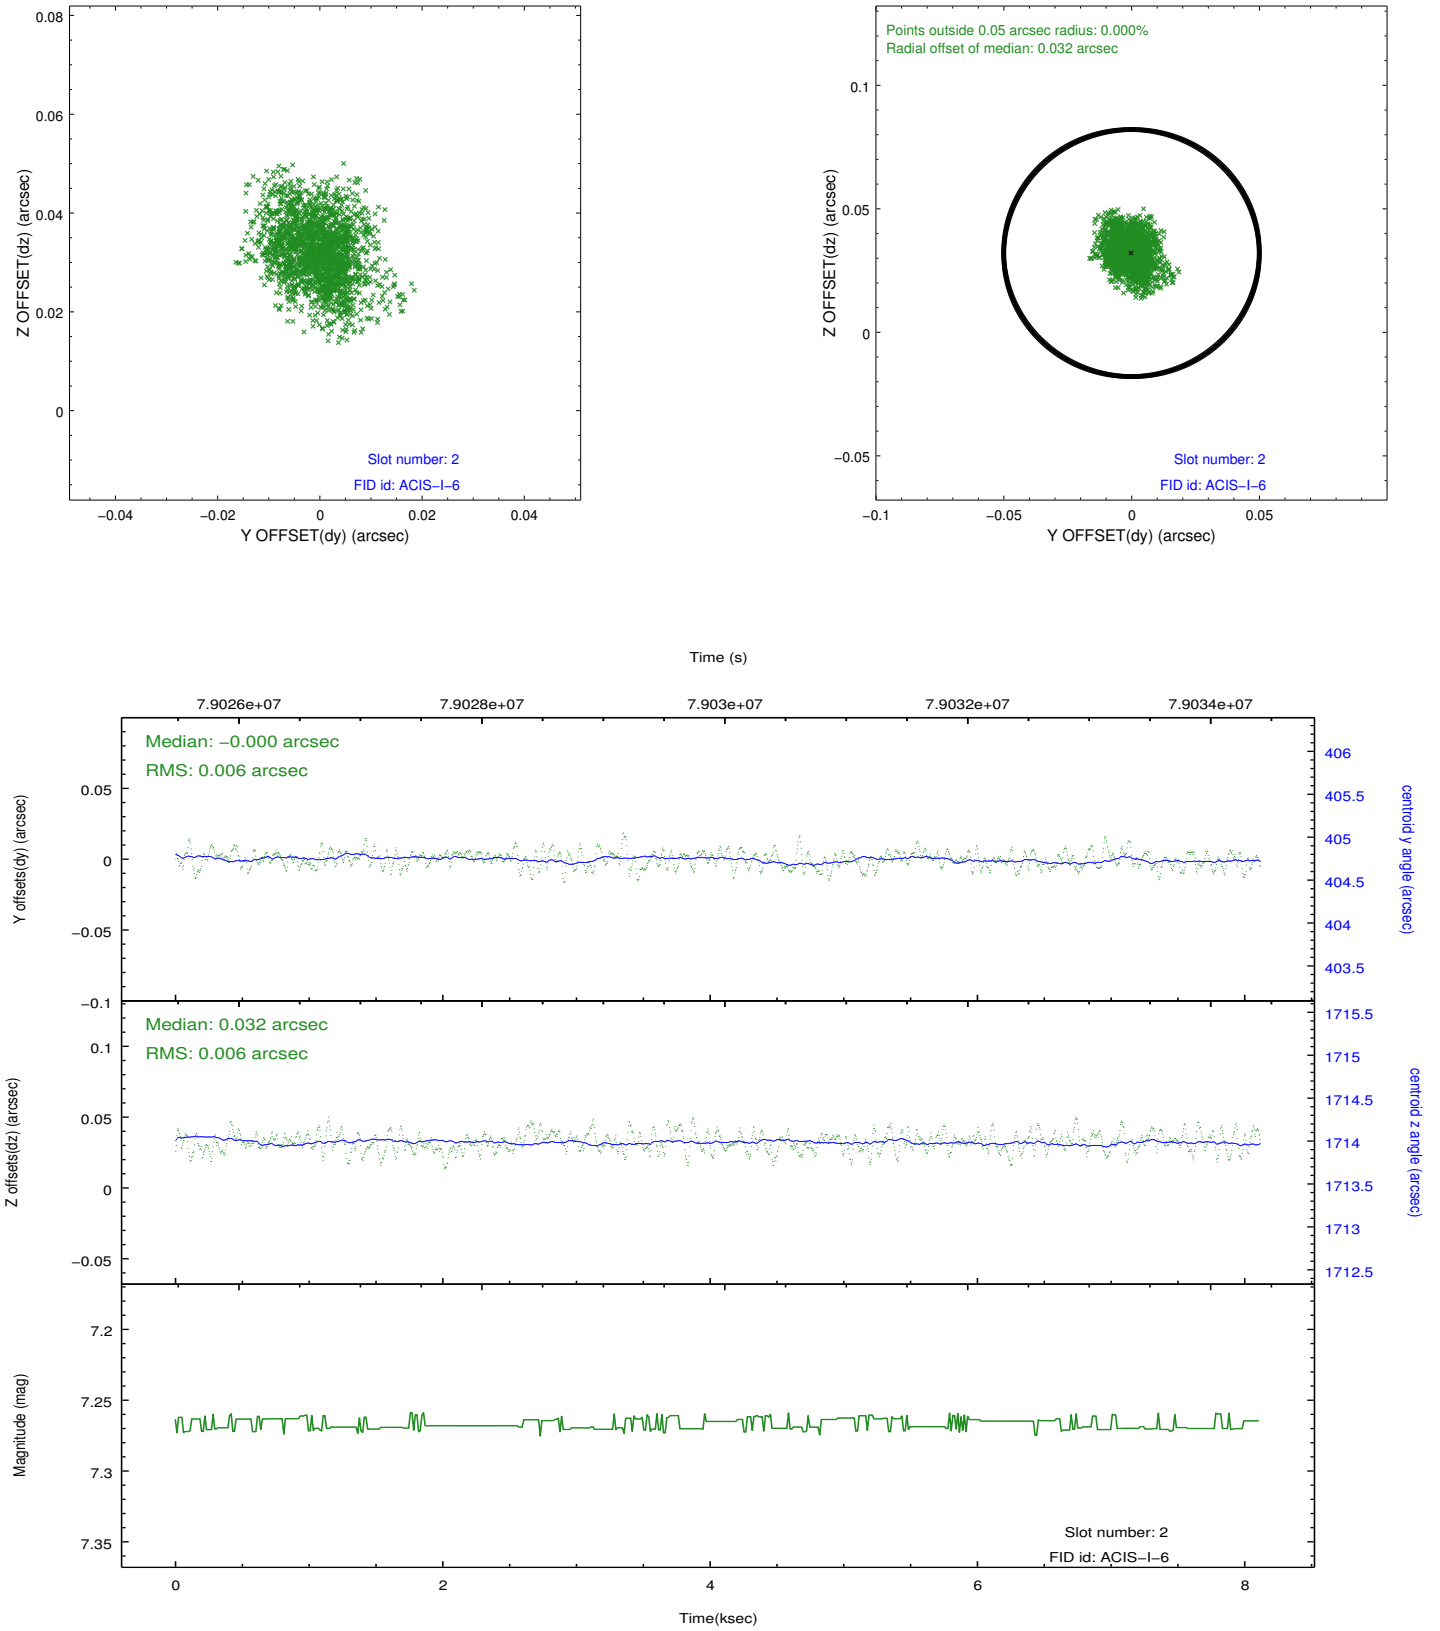 0.08
0.06
0.04
0.02
0
Z OFFSET(dz) (arcsec)
Slot number: 2
FID id: ACIS−I−6
−0.04 −0.02 0 0.02 0.04
Y OFFSET(dy) (arcsec)
Points outside 0.05 arcsec radius: 0.000%
Radial offset of median: 0.032 arcsec
0.1
0.05
0
−0.05
Z OFFSET(dz) (arcsec)
Slot number: 2
FID id: ACIS−I−6
−0.1 −0.05 0 0.05
Y OFFSET(dy) (arcsec)
Time (s)
7.9026e+07 7.9028e+07 7.903e+07 7.9032e+07 7.9034e+07
Median: −0.000 arcsec
RMS: 0.006 arcsec
0.05
0
−0.05
−0.1
Y offsets(dy) (arcsec)
406
405.5
405
404.5
404
403.5
centroid y angle (arcsec)
Median: 0.032 arcsec
RMS: 0.006 arcsec
0.1
0.05
0
−0.05
Z offsets(dz) (arcsec)
1715.5
1715
1714.5
1714
1713.5
1713
1712.5
centroid z angle (arcsec)
7.2
7.25
7.3
7.35
Magnitude (mag)
Slot number: 2
FID id: ACIS−I−6
0 2 4 6 8
Time(ksec)